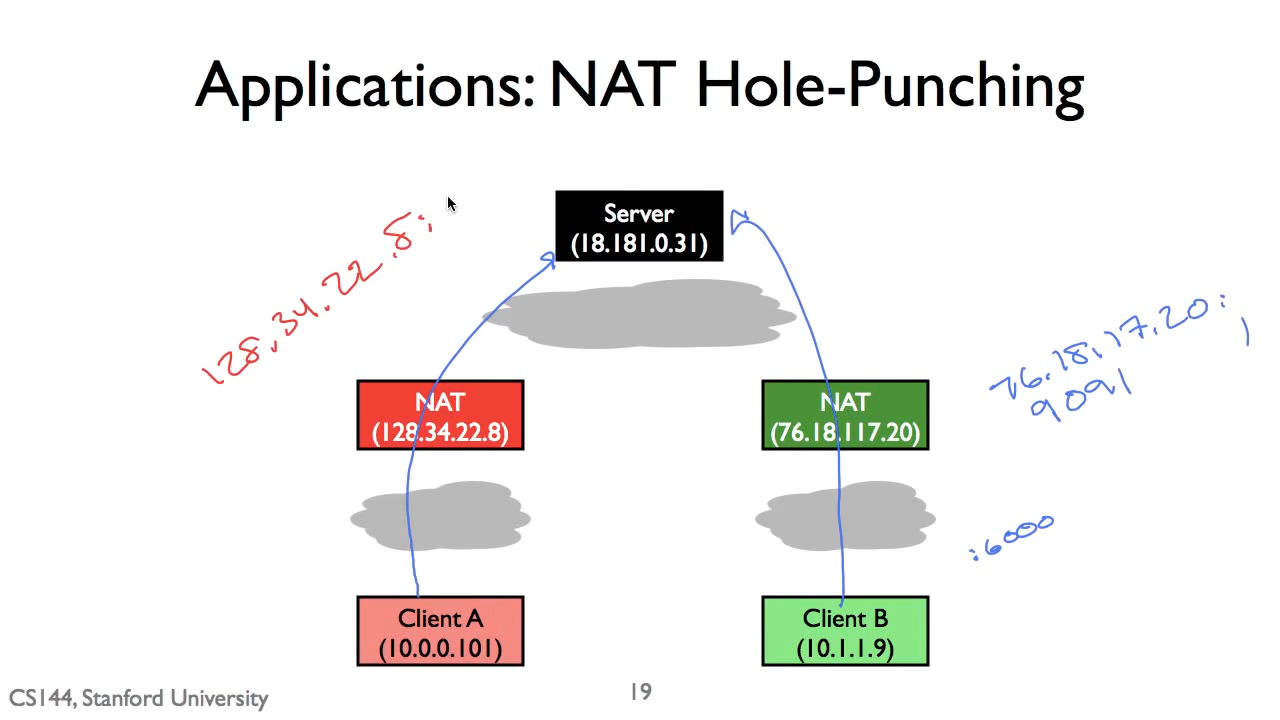 Applications: NAT Hole-Punching
Server
(18.181.0.31)
128.34.22.8:
76.18.117.20:
9091
NAT
(128.34.22.8)
NAT
(76.18.117.20)
:6000
Client A
(10.0.0.101)
Client B
(10.1.1.9)
CS144, Stanford University
19